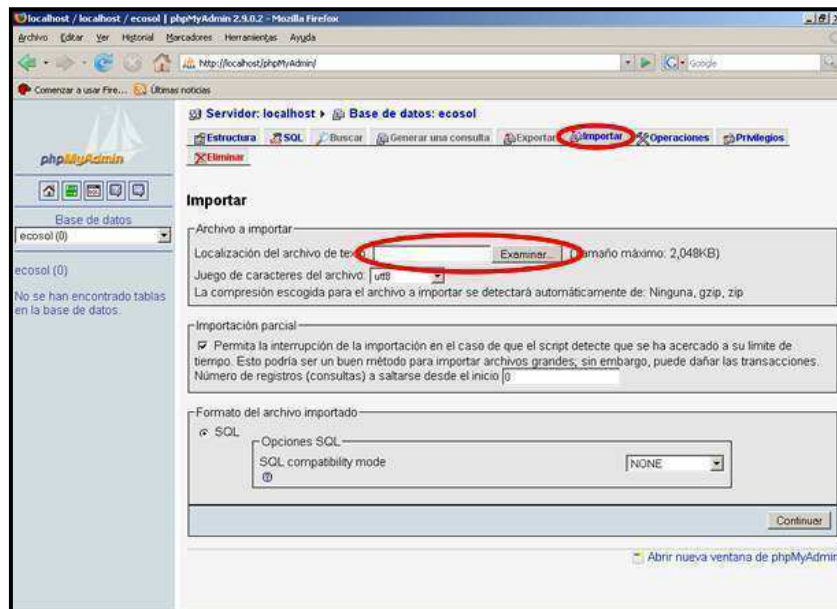 localhost / localhost / ecosol | phpMyAdmin 2.9.0.2 - Mozilla Firefox
Archivo Editar Ver Historial Marcadores Herramientas Ayuda
http://localhost/phpMyAdmin/
Google
Comenzar a usar Fire... Últimas noticias
phpMyAdmin
Base de datos
ecosol (0)
ecosol (0)
No se han encontrado tablas
en la base de datos.
Servidor: localhost Base de datos: ecosol
Estructura SQL Buscar Generar una consulta Exportar Importar Operaciones Privilegios
Eliminar
Importar
Archivo a importar
Localización del archivo de texto Examinar... (Tamaño máximo: 2,048KB)
Juego de caracteres del archivo: utf8
La compresión escogida para el archivo a importar se detectará automáticamente de: Ninguna, gzip, zip
Importación parcial
Permita la interrupción de la importación en el caso de que el script detecte que se ha acercado a su límite de
tiempo. Esto podría ser un buen método para importar archivos grandes; sin embargo, puede dañar las transacciones.
Número de registros (consultas) a saltarse desde el inicio 0
Formato del archivo importado
SQL
Opciones SQL
SQL compatibility mode NONE
Continuar
Abrir nueva ventana de phpMyAdmin